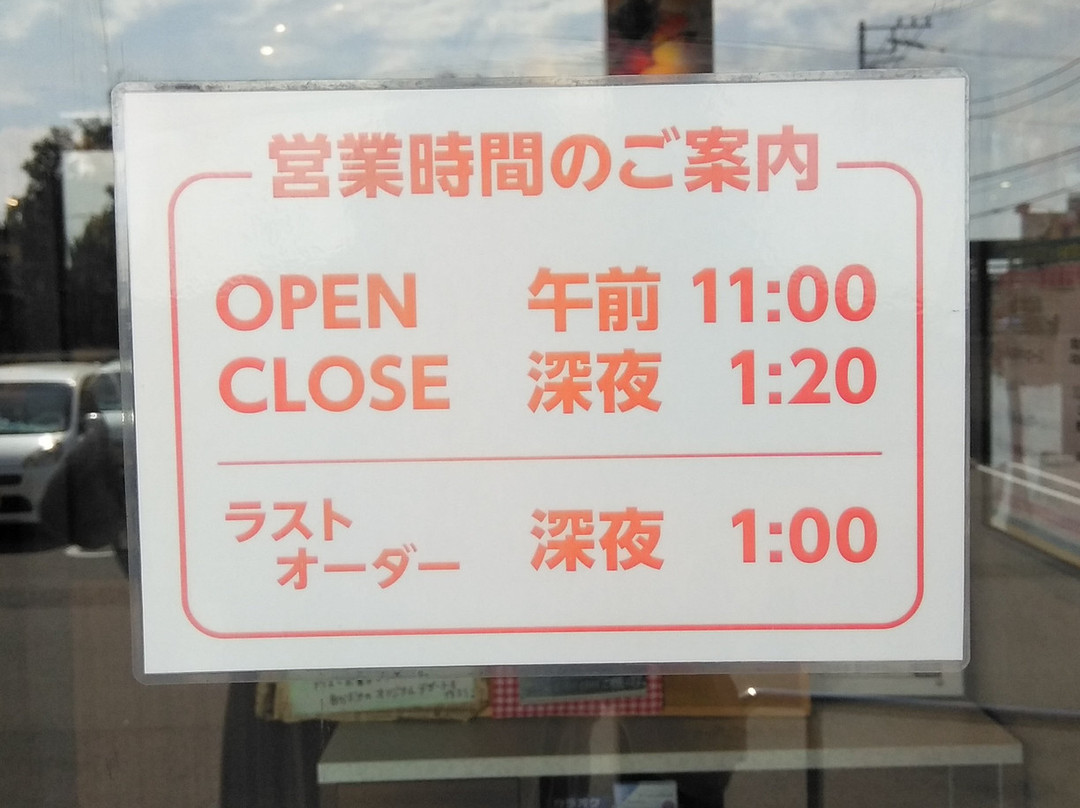 営業時間のご案内
OPEN 午前 11:00
CLOSE 深夜 1:20
ラストオーダー 深夜 1:00